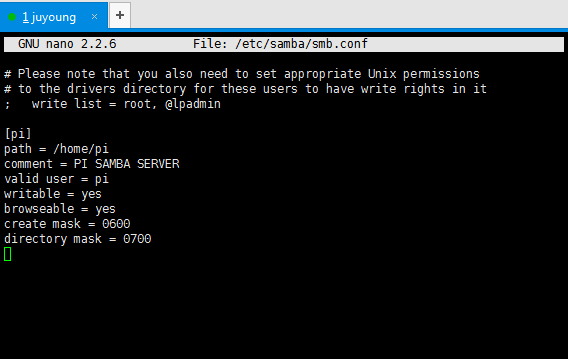 1 juyoung × +
GNU nano 2.2.6 File: /etc/samba/smb.conf
# Please note that you also need to set appropriate Unix permissions
# to the drivers directory for these users to have write rights in it
;   write list = root, @lpadmin
[pi]
path = /home/pi
comment = PI SAMBA SERVER
valid user = pi
writable = yes
browseable = yes
create mask = 0600
directory mask = 0700